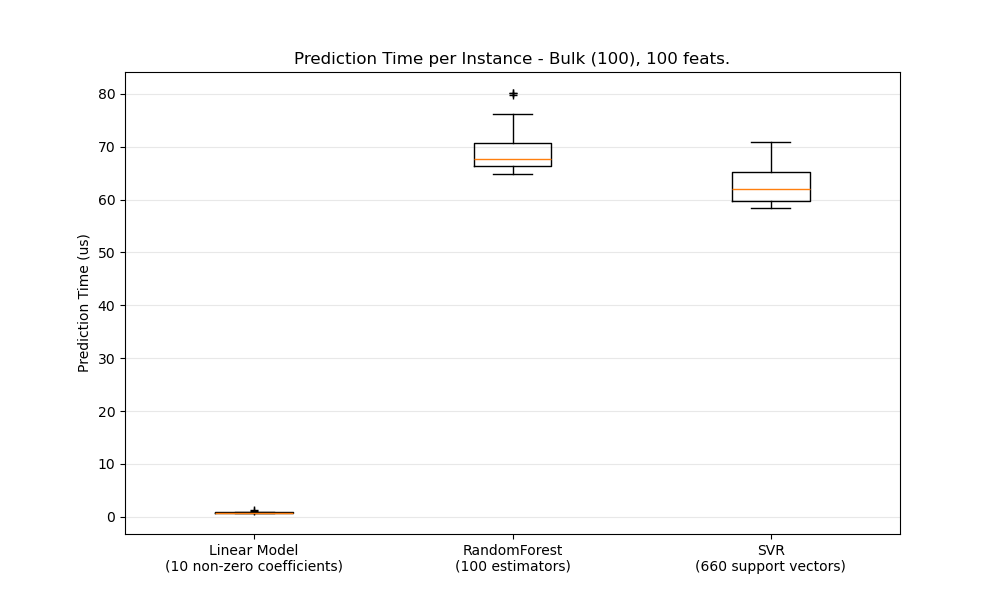 Prediction Time per Instance - Bulk (100), 100 feats.
Prediction Time (us)
80
70
60
50
40
30
20
10
0
Linear Model
(10 non-zero coefficients)
RandomForest
(100 estimators)
SVR
(660 support vectors)